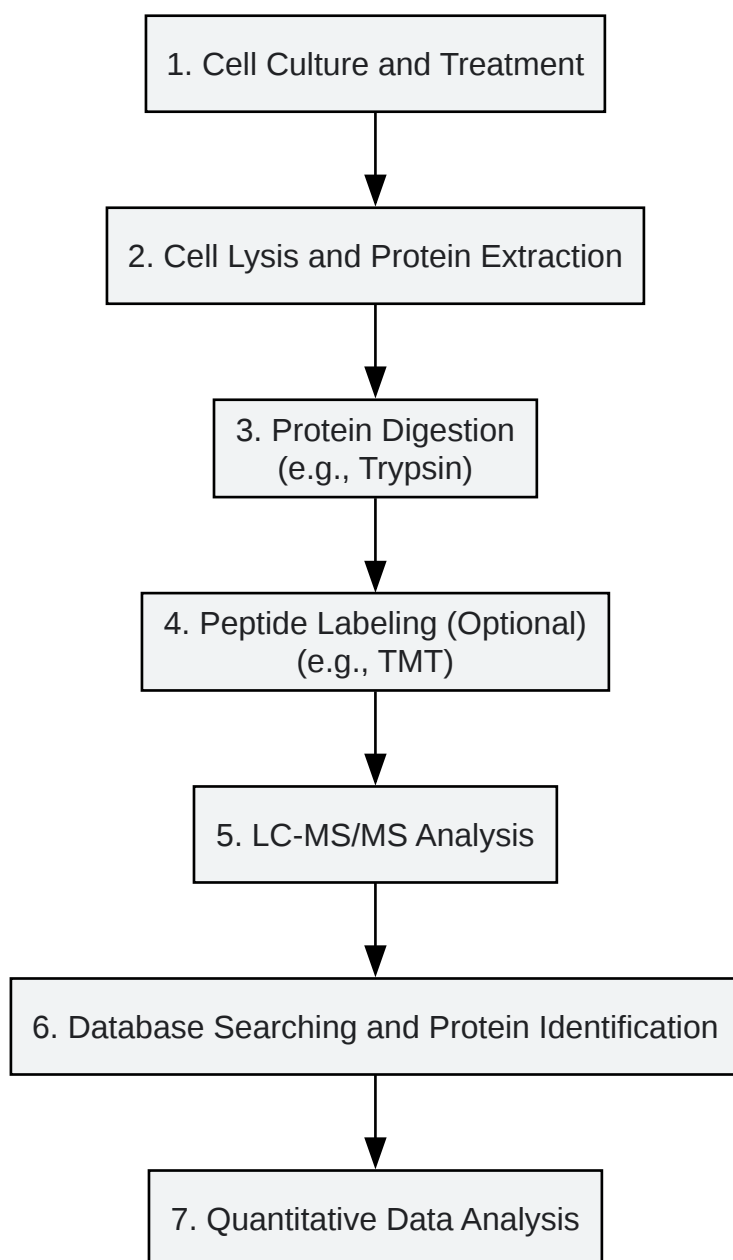 1. Cell Culture and Treatment
2. Cell Lysis and Protein Extraction
3. Protein Digestion
(e.g., Trypsin)
4. Peptide Labeling (Optional)
(e.g., TMT)
5. LC-MS/MS Analysis
6. Database Searching and Protein Identification
7. Quantitative Data Analysis